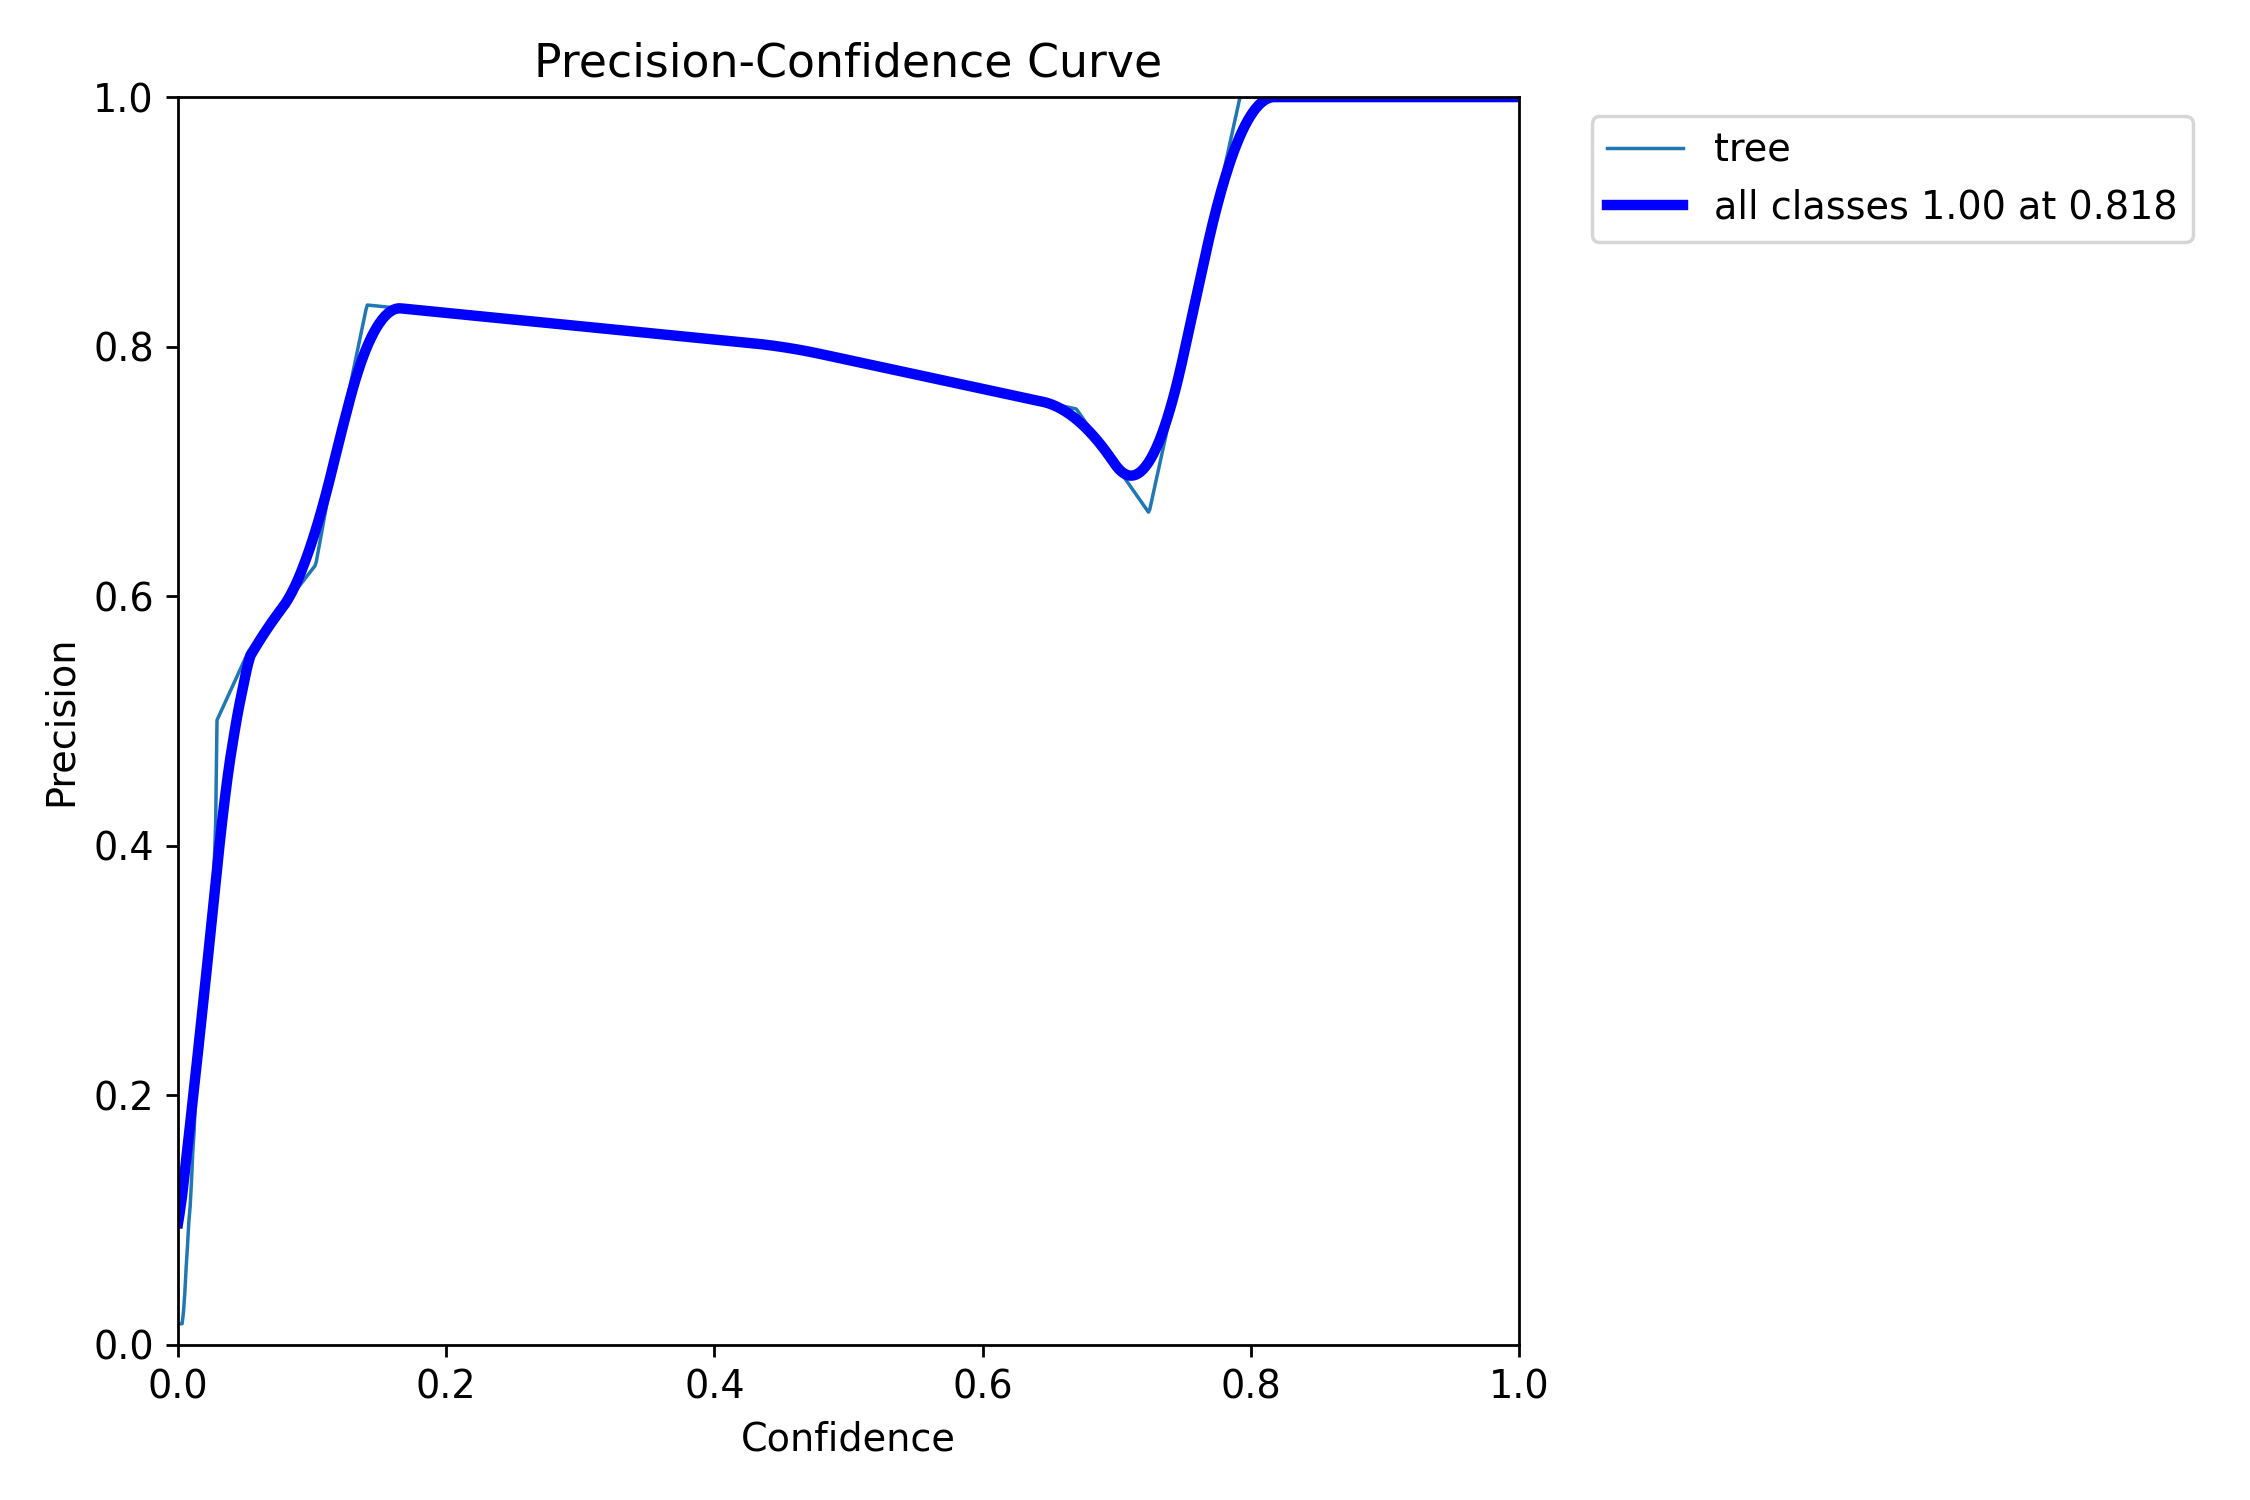 Precision-Confidence Curve
1.0
0.8
0.6
0.4
0.2
0.0
Precision
0.0 0.2 0.4 0.6 0.8 1.0
Confidence
tree
all classes 1.00 at 0.818